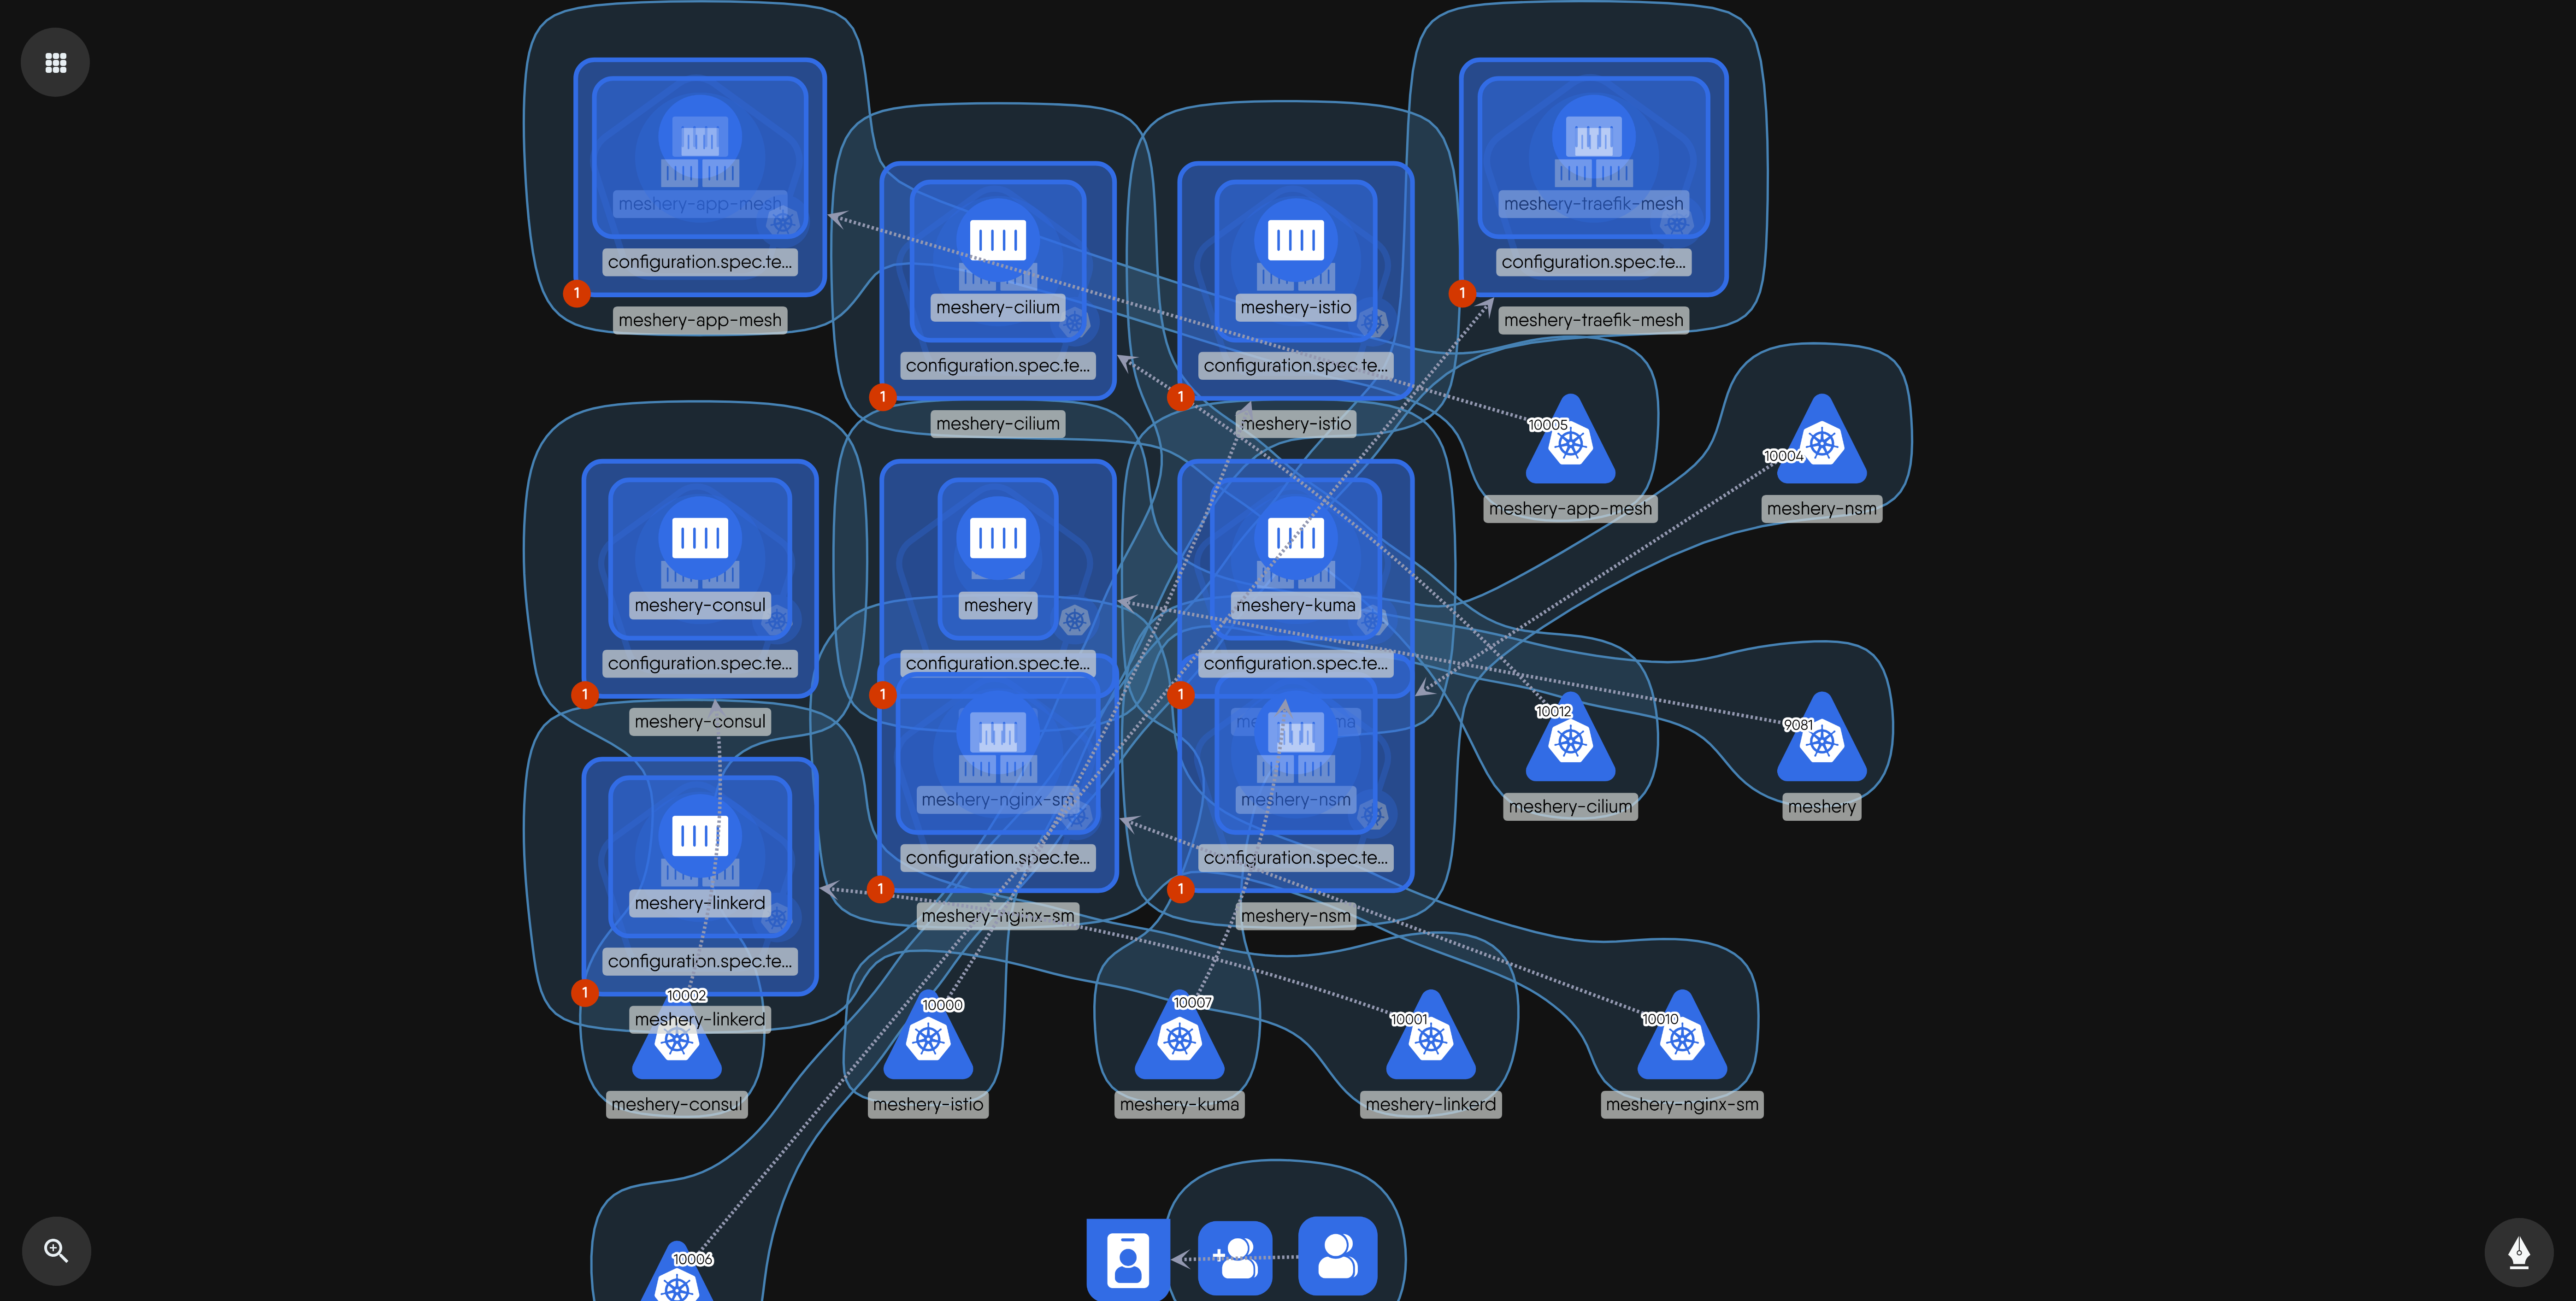 meshery-app-mesh
configuration.spec.te...
1
meshery-app-mesh
meshery-traefik-mesh
configuration.spec.te...
1
meshery-traefik-mesh
meshery-cilium
configuration.spec.te...
1
meshery-cilium
meshery-istio
configuration.spec.te...
1
meshery-istio
10005
meshery-app-mesh
10004
meshery-nsm
meshery-consul
configuration.spec.te...
1
meshery-consul
meshery
configuration.spec.te...
1
meshery-kuma
configuration.spec.te...
1
10012
meshery-cilium
9081
meshery
meshery-nginx-sm
configuration.spec.te...
1
meshery-nginx-sm
meshery-nsm
configuration.spec.te...
1
meshery-nsm
meshery-linkerd
configuration.spec.te...
1
meshery-linkerd
10002
meshery-consul
10000
meshery-istio
10007
meshery-kuma
10001
meshery-linkerd
10010
meshery-nginx-sm
10006